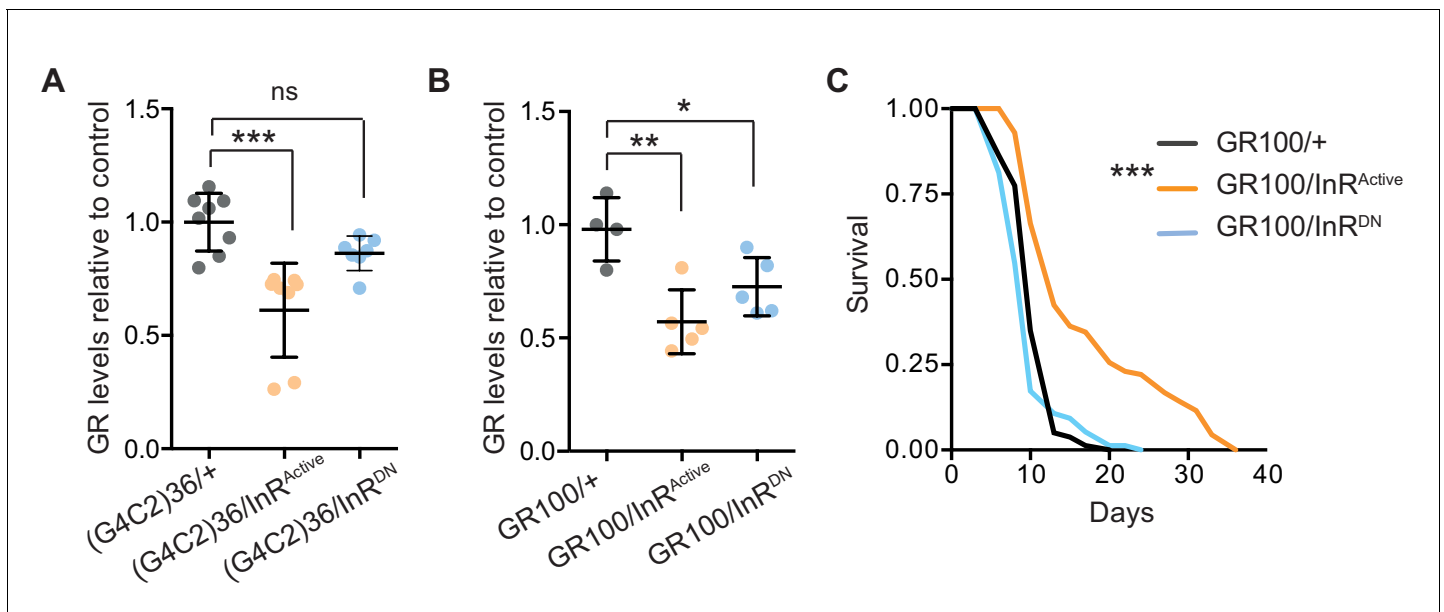 A
GR levels relative to control
1.5
1.0
0.5
0.0
ns
***
(G4C2)36/+
(G4C2)36/InR^Active
(G4C2)36/InR^DN
B
GR levels relative to control
1.5
1.0
0.5
0.0
*
**
GR100/+
GR100/InR^Active
GR100/InR^DN
C
Survival
1.00
0.75
0.50
0.25
0.00
0 10 20 30 40
Days
GR100/+
*** GR100/InR^Active
GR100/InR^DN